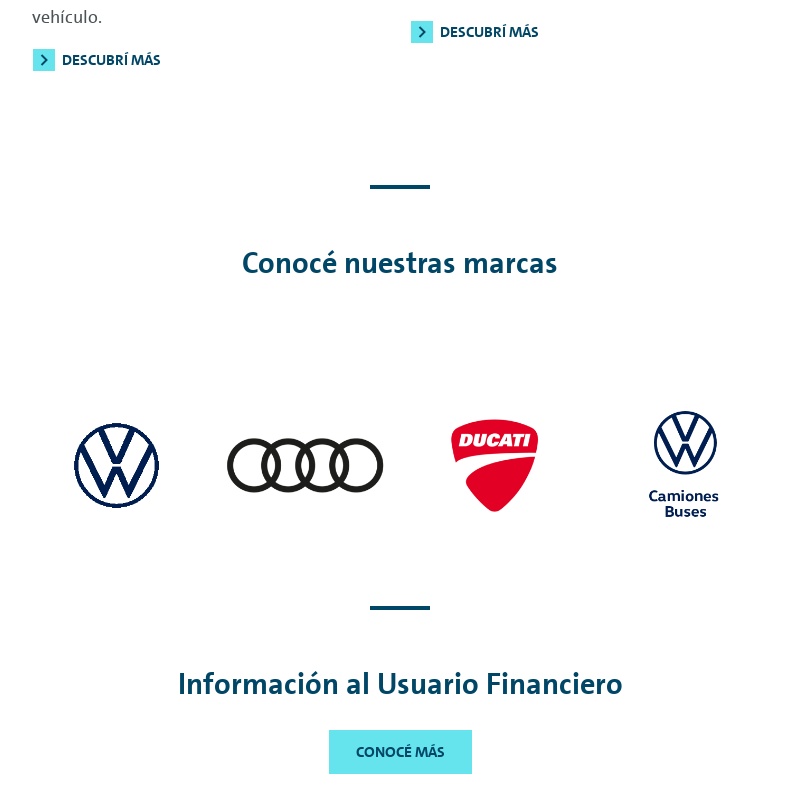 vehículo.
DESCUBRÍ MÁS
DESCUBRÍ MÁS
Conocé nuestras marcas
DUCATI
Camiones
Buses
Información al Usuario Financiero
CONOCÉ MÁS